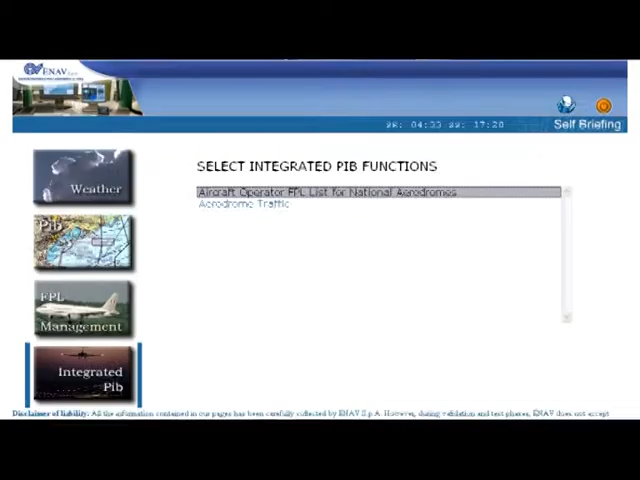 ENAV
SR: 04:33 SS: 17:20
Self Briefing
SELECT INTEGRATED PIB FUNCTIONS
Aircraft Operator FPL List for National Aerodromes
Aerodrome Traffic
Weather
Pib
FPL
Management
Integrated
Pib
Disclaimer of liability: All the information contained in our pages has been carefully collected by ENAV S.p.A. However, during validation and test phases, ENAV does not accept